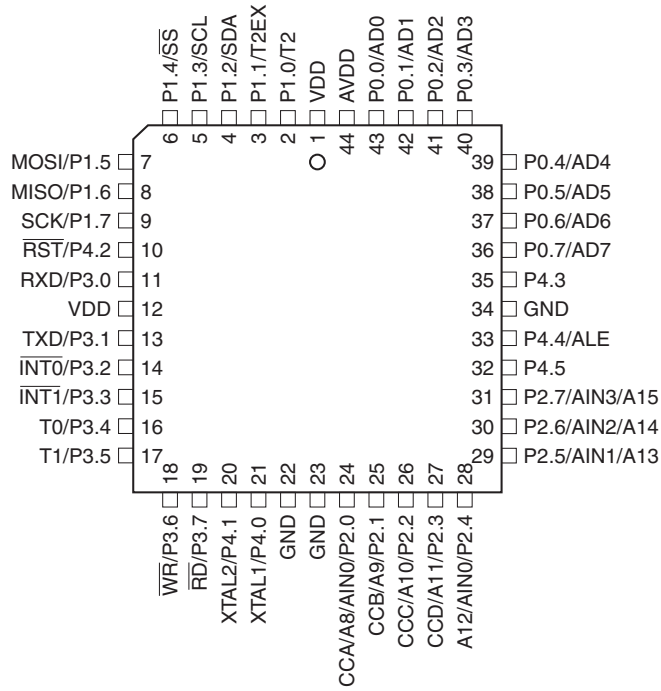 P1.4/S̅S̅
P1.3/SCL
P1.2/SDA
P1.1/T2EX
P1.0/T2
VDD
AVDD
P0.0/AD0
P0.1/AD1
P0.2/AD2
P0.3/AD3
6
5
4
3
2
1
44
43
42
41
40
MOSI/P1.5 7
MISO/P1.6 8
SCK/P1.7 9
R̅S̅T̅/P4.2 10
RXD/P3.0 11
VDD 12
TXD/P3.1 13
I̅N̅T̅0̅/P3.2 14
I̅N̅T̅1̅/P3.3 15
T0/P3.4 16
T1/P3.5 17
39 P0.4/AD4
38 P0.5/AD5
37 P0.6/AD6
36 P0.7/AD7
35 P4.3
34 GND
33 P4.4/ALE
32 P4.5
31 P2.7/AIN3/A15
30 P2.6/AIN2/A14
29 P2.5/AIN1/A13
18
19
20
21
22
23
24
25
26
27
28
W̅R̅/P3.6
R̅D̅/P3.7
XTAL2/P4.1
XTAL1/P4.0
GND
GND
CCA/A8/AIN0/P2.0
CCB/A9/P2.1
CCC/A10/P2.2
CCD/A11/P2.3
A12/AIN0/P2.4